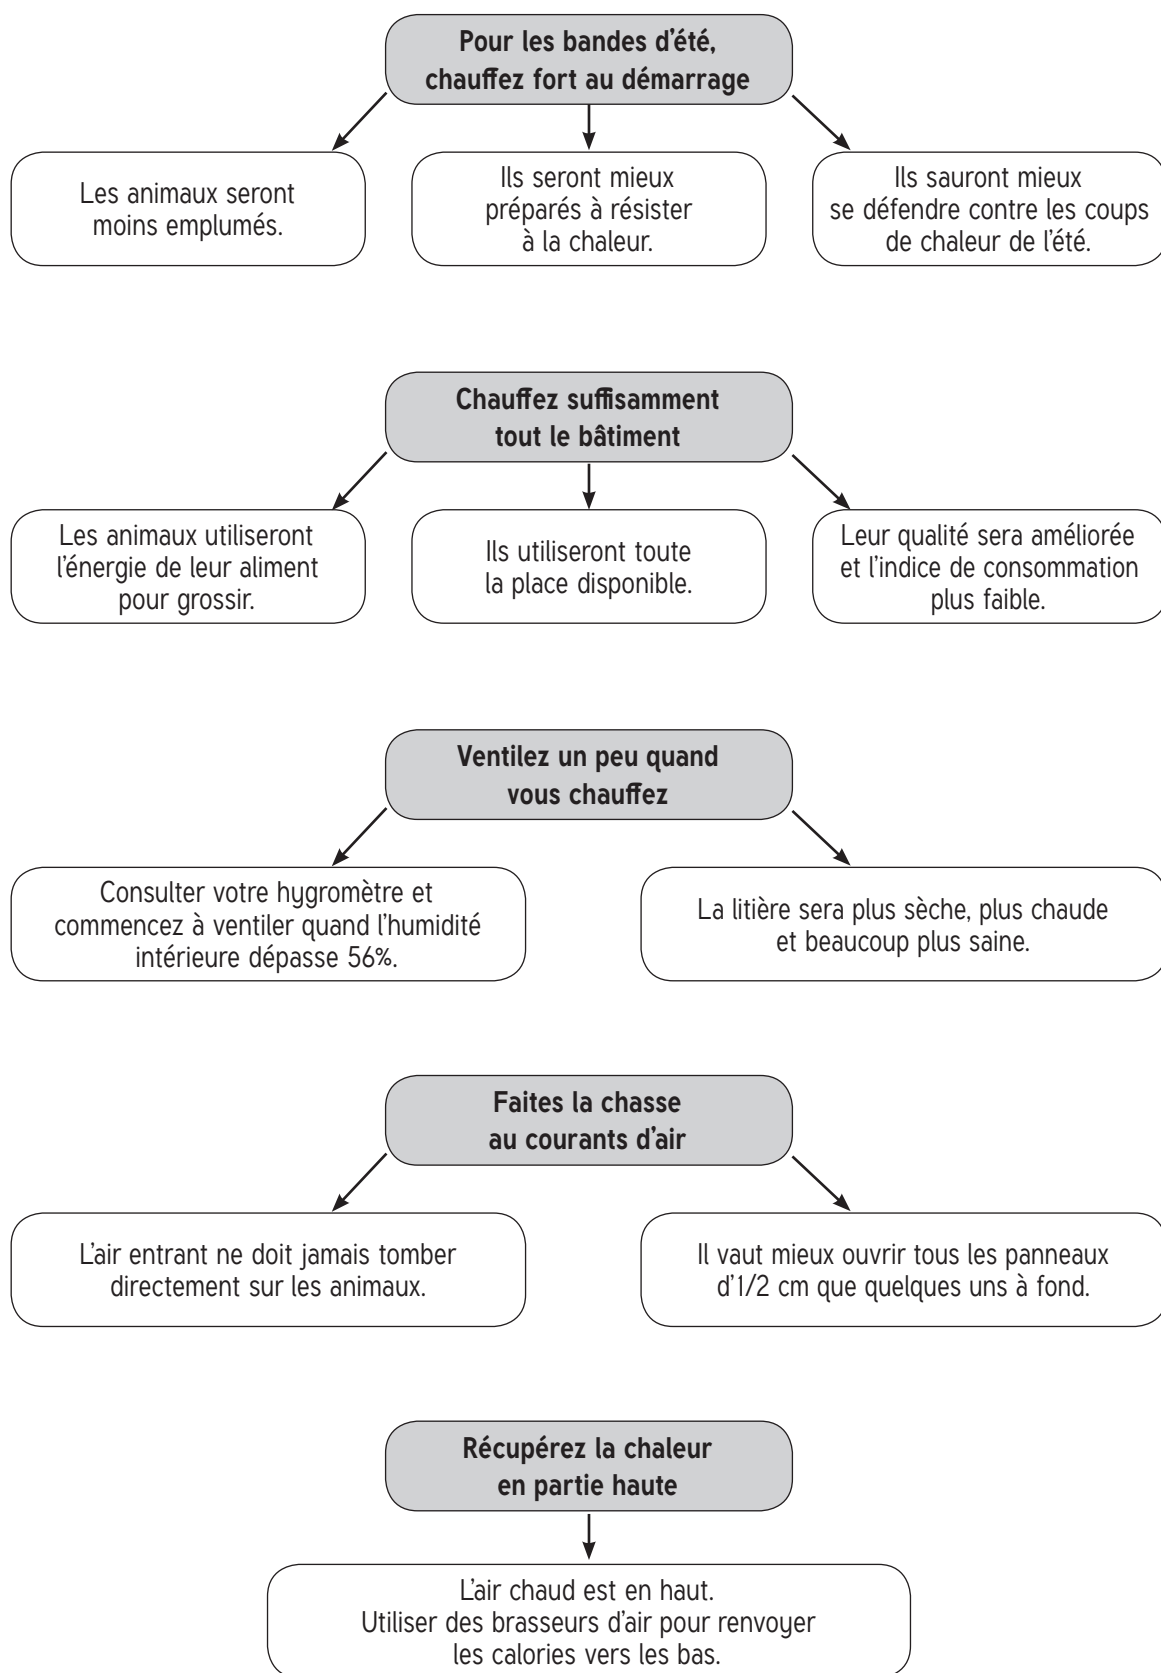 Pour les bandes d'été,
chauffez fort au démarrage
Les animaux seront
moins emplumés.
Ils seront mieux
préparés à résister
à la chaleur.
Ils sauront mieux
se défendre contre les coups
de chaleur de l'été.
Chauffez suffisamment
tout le bâtiment
Les animaux utiliseront
l'énergie de leur aliment
pour grossir.
Ils utiliseront toute
la place disponible.
Leur qualité sera améliorée
et l'indice de consommation
plus faible.
Ventilez un peu quand
vous chauffez
Consulter votre hygromètre et
commencez à ventiler quand l'humidité
intérieure dépasse 56%.
La litière sera plus sèche, plus chaude
et beaucoup plus saine.
Faites la chasse
au courants d'air
L'air entrant ne doit jamais tomber
directement sur les animaux.
Il vaut mieux ouvrir tous les panneaux
d'1/2 cm que quelques uns à fond.
Récupérez la chaleur
en partie haute
L'air chaud est en haut.
Utiliser des brasseurs d'air pour renvoyer
les calories vers les bas.